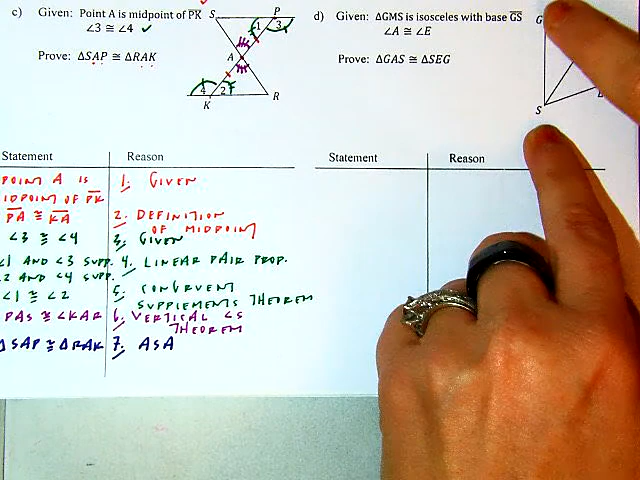 c) Given: Point A is midpoint of PK
∠3 ≅ ∠4 ✓
Prove: ΔSAP ≅ ΔRAK
S P
1 3
A
4 2
K R
d) Given: ΔGMS is isosceles with base GS
∠A ≅ ∠E
Prove: ΔGAS ≅ ΔSEG
G
S
Statement Reason
POINT A IS 1. GIVEN
MIDPOINT OF PK
PA ≅ KA 2. DEFINITION
OF MIDPOINT
∠3 ≅ ∠4 3. GIVEN
∠1 AND ∠3 SUPP. 4. LINEAR PAIR PROP.
∠2 AND ∠4 SUPP.
∠1 ≅ ∠2 5. CONGRUENT
SUPPLEMENTS THEOREM
PAS ≅ ∠KAR 6. VERTICAL ∠S
THEOREM
ΔSAP ≅ ΔRAK 7. ASA
Statement Reason